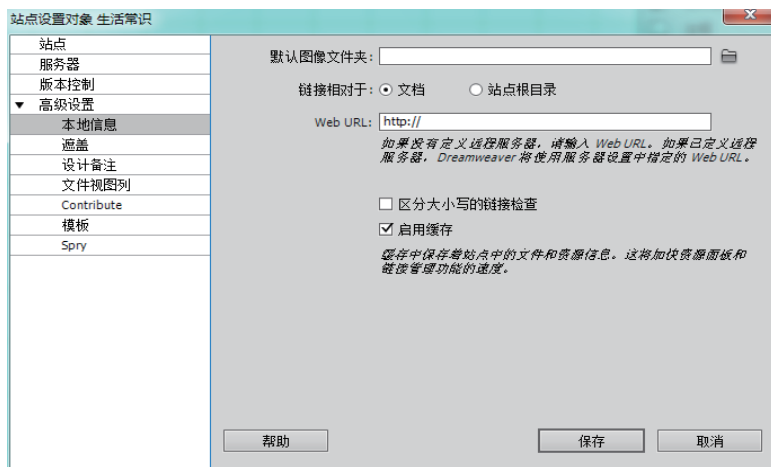 站点设置对象 生活常识
站点
服务器
版本控制
高级设置
本地信息
遮盖
设计备注
文件视图列
Contribute
模板
Spry
默认图像文件夹:
链接相对于: 文档 站点根目录
Web URL: http://
如果没有定义远程服务器，请输入 Web URL。如果已定义远程
服务器，Dreamweaver 将使用服务器设置中指定的 Web URL。
区分大小写的链接检查
启用缓存
缓存中保存着站点中的文件和资源信息。这将加快资源面板和
链接管理功能的速度。
帮助 保存 取消